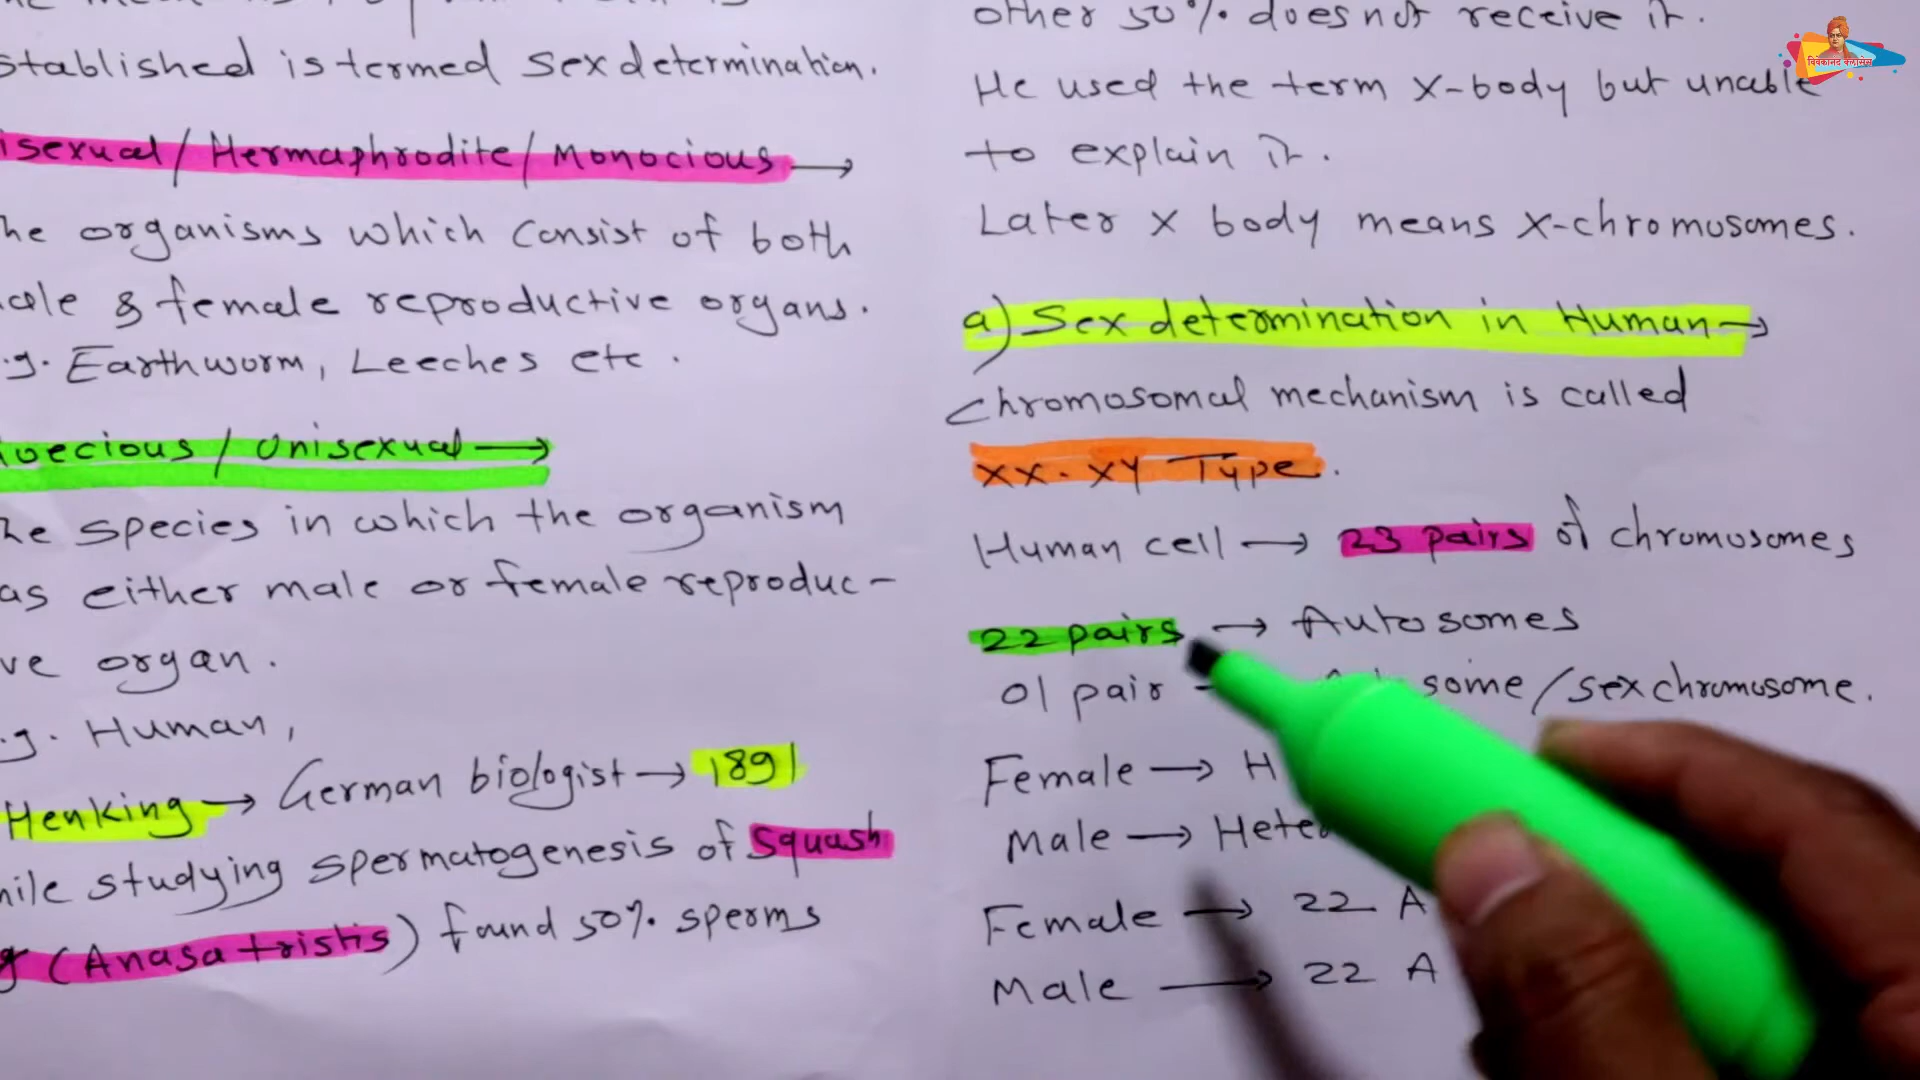 stablished is termed sex determination.
isexual/Hermaphrodite/Monocious →
he organisms which consist of both
ale & female reproductive organs.
.g. Earthworm, Leeches etc.
oecious / Unisexual →
he species in which the organism
as either male or female reproduc-
ve organ.
.g. Human,
Henking → German biologist → 1891
hile studying spermatogenesis of Squash
g (Anasa tristis) found 50% sperms
other 50% does not receive it.
He used the term X-body but unable
to explain it.
Later X body means X-chromosomes.
a) Sex determination in Human →
Chromosomal mechanism is called
XX-XY Type.
Human cell → 23 pairs of chromosomes
22 pairs → Autosomes
01 pair some/sex chromosome.
Female → H
Male → Hete
Female → 22 A
Male → 22 A
विवेकानंद क्लासेस